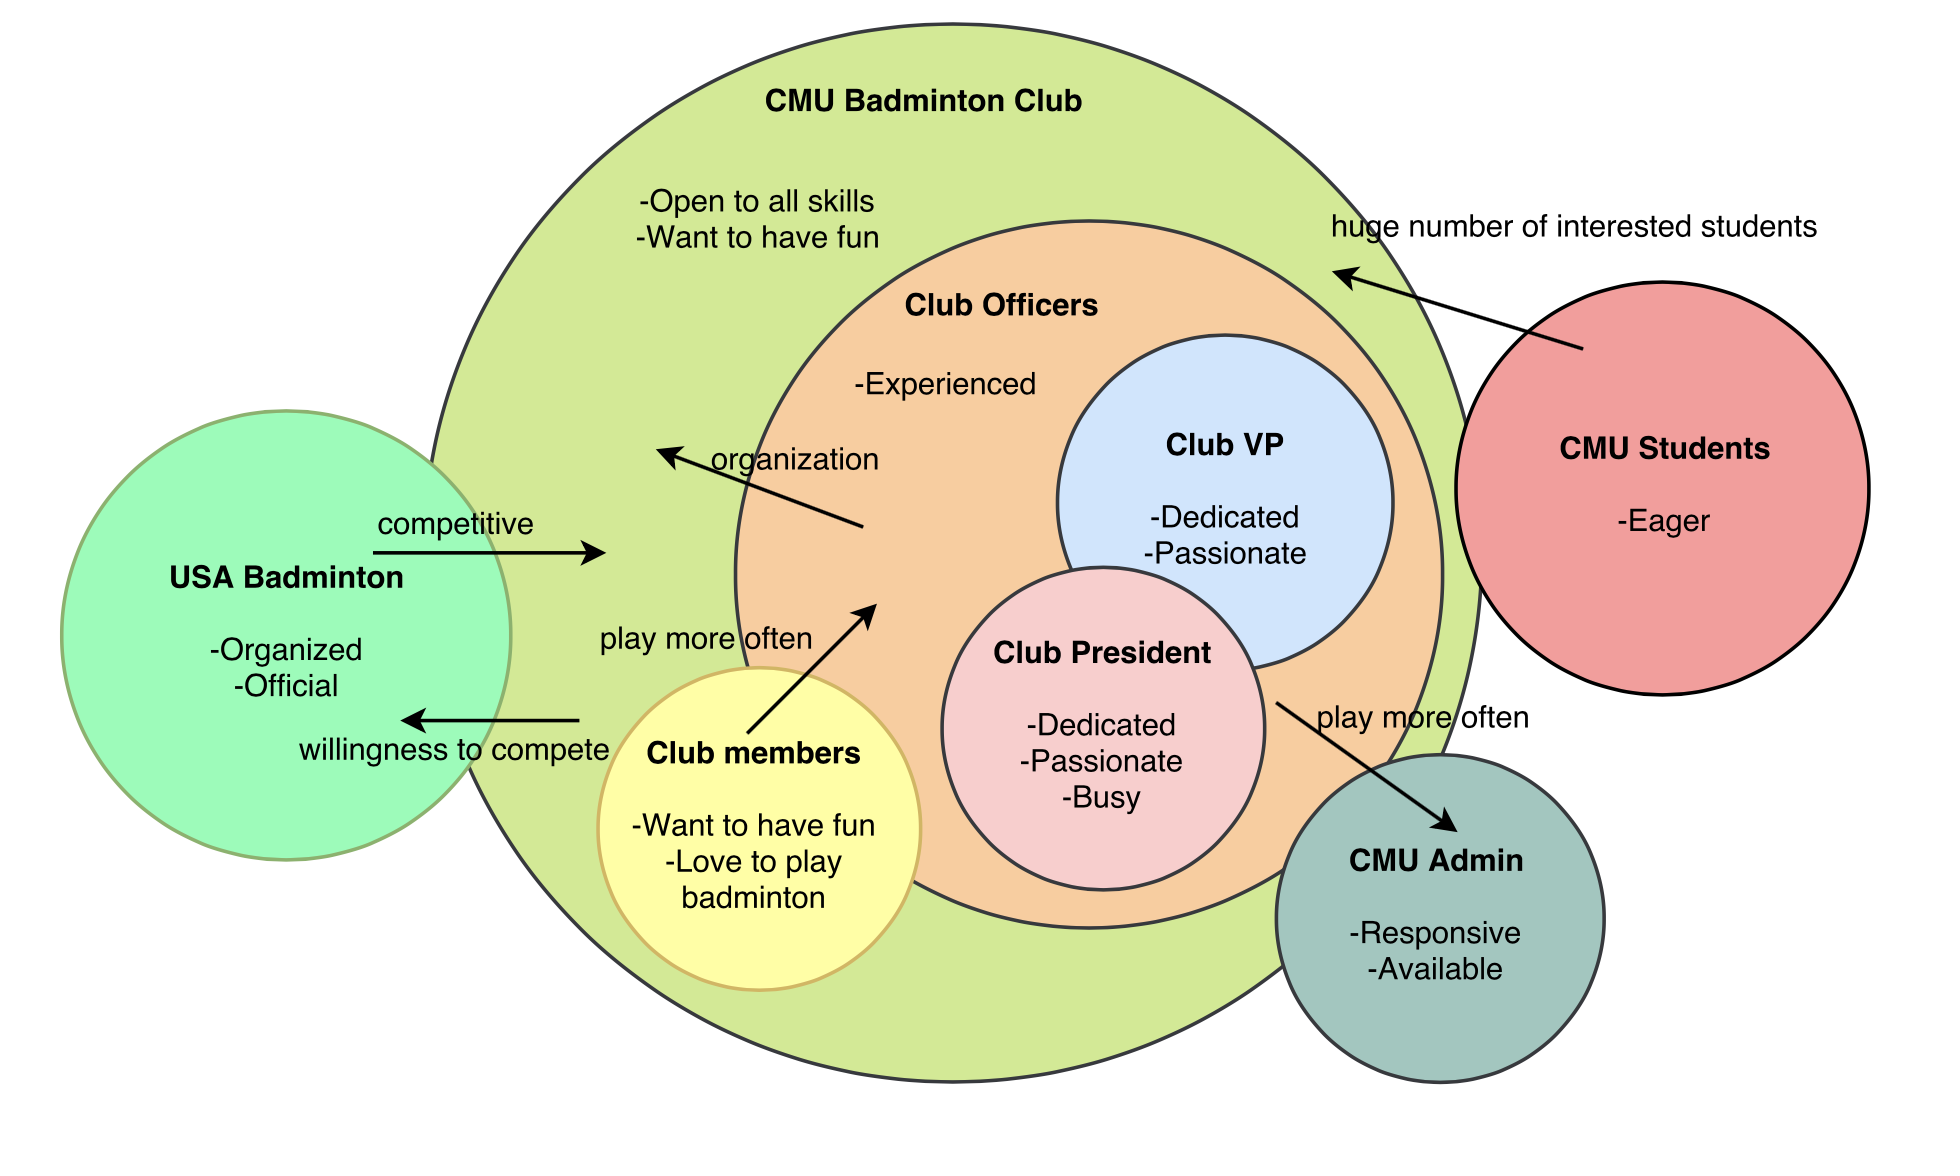 CMU Badminton Club
-Open to all skills
-Want to have fun
huge number of interested students
Club Officers
-Experienced
organization
Club VP
-Dedicated
-Passionate
CMU Students
-Eager
competitive
USA Badminton
-Organized
-Official
willingness to compete
play more often
Club members
-Want to have fun
-Love to play
badminton
Club President
-Dedicated
-Passionate
-Busy
play more often
CMU Admin
-Responsive
-Available